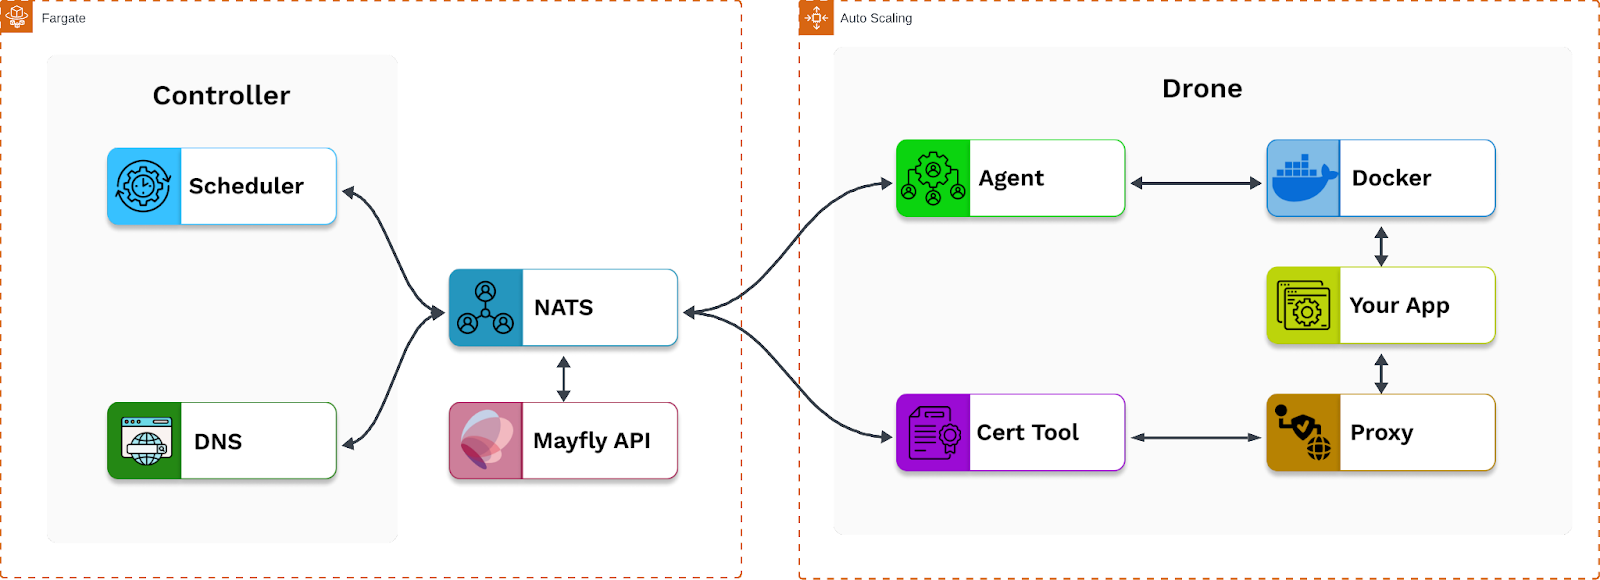 Fargate
Controller
Scheduler
DNS
NATS
Mayfly API
Auto Scaling
Drone
Agent
Docker
Your App
Cert Tool
Proxy